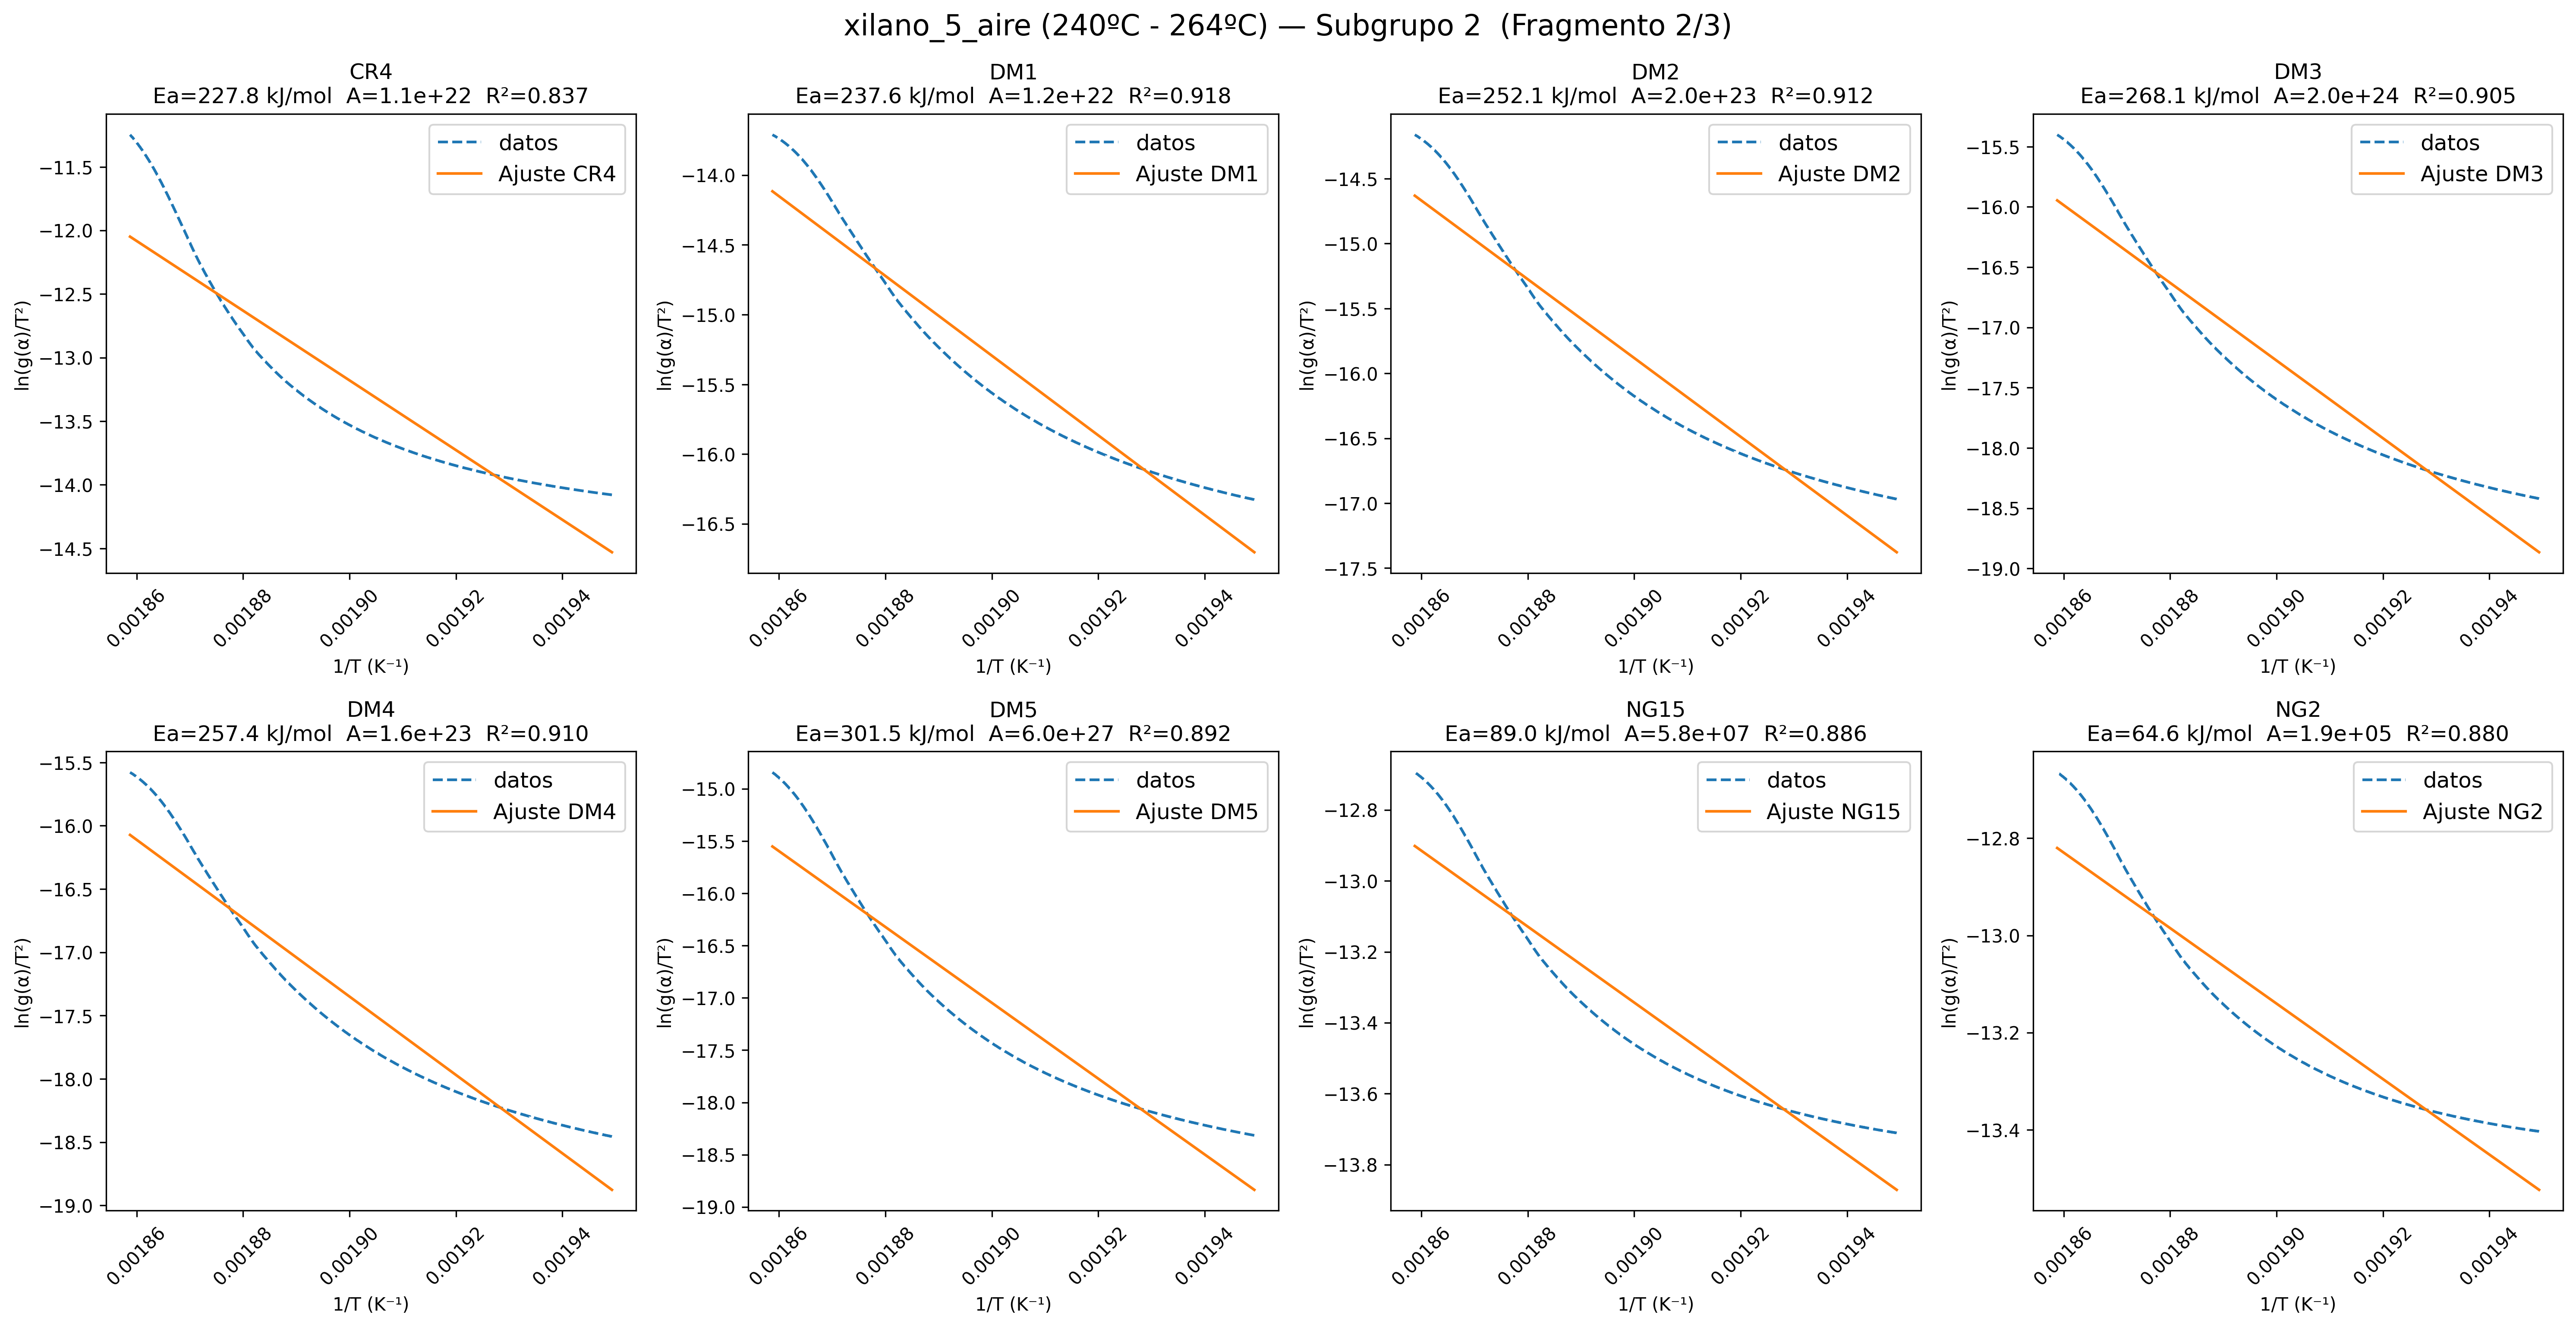 xilano_5_aire (240ºC - 264ºC) — Subgrupo 2  (Fragmento 2/3)
CR4
Ea=227.8 kJ/mol  A=1.1e+22  R²=0.837
datos
Ajuste CR4
ln(g(α)/T²)
−11.5
−12.0
−12.5
−13.0
−13.5
−14.0
−14.5
0.00186
0.00188
0.00190
0.00192
0.00194
1/T (K⁻¹)
DM1
Ea=237.6 kJ/mol  A=1.2e+22  R²=0.918
datos
Ajuste DM1
ln(g(α)/T²)
−14.0
−14.5
−15.0
−15.5
−16.0
−16.5
0.00186
0.00188
0.00190
0.00192
0.00194
1/T (K⁻¹)
DM2
Ea=252.1 kJ/mol  A=2.0e+23  R²=0.912
datos
Ajuste DM2
ln(g(α)/T²)
−14.5
−15.0
−15.5
−16.0
−16.5
−17.0
−17.5
0.00186
0.00188
0.00190
0.00192
0.00194
1/T (K⁻¹)
DM3
Ea=268.1 kJ/mol  A=2.0e+24  R²=0.905
datos
Ajuste DM3
ln(g(α)/T²)
−15.5
−16.0
−16.5
−17.0
−17.5
−18.0
−18.5
−19.0
0.00186
0.00188
0.00190
0.00192
0.00194
1/T (K⁻¹)
DM4
Ea=257.4 kJ/mol  A=1.6e+23  R²=0.910
datos
Ajuste DM4
ln(g(α)/T²)
−15.5
−16.0
−16.5
−17.0
−17.5
−18.0
−18.5
−19.0
0.00186
0.00188
0.00190
0.00192
0.00194
1/T (K⁻¹)
DM5
Ea=301.5 kJ/mol  A=6.0e+27  R²=0.892
datos
Ajuste DM5
ln(g(α)/T²)
−15.0
−15.5
−16.0
−16.5
−17.0
−17.5
−18.0
−18.5
−19.0
0.00186
0.00188
0.00190
0.00192
0.00194
1/T (K⁻¹)
NG15
Ea=89.0 kJ/mol  A=5.8e+07  R²=0.886
datos
Ajuste NG15
ln(g(α)/T²)
−12.8
−13.0
−13.2
−13.4
−13.6
−13.8
0.00186
0.00188
0.00190
0.00192
0.00194
1/T (K⁻¹)
NG2
Ea=64.6 kJ/mol  A=1.9e+05  R²=0.880
datos
Ajuste NG2
ln(g(α)/T²)
−12.8
−13.0
−13.2
−13.4
0.00186
0.00188
0.00190
0.00192
0.00194
1/T (K⁻¹)